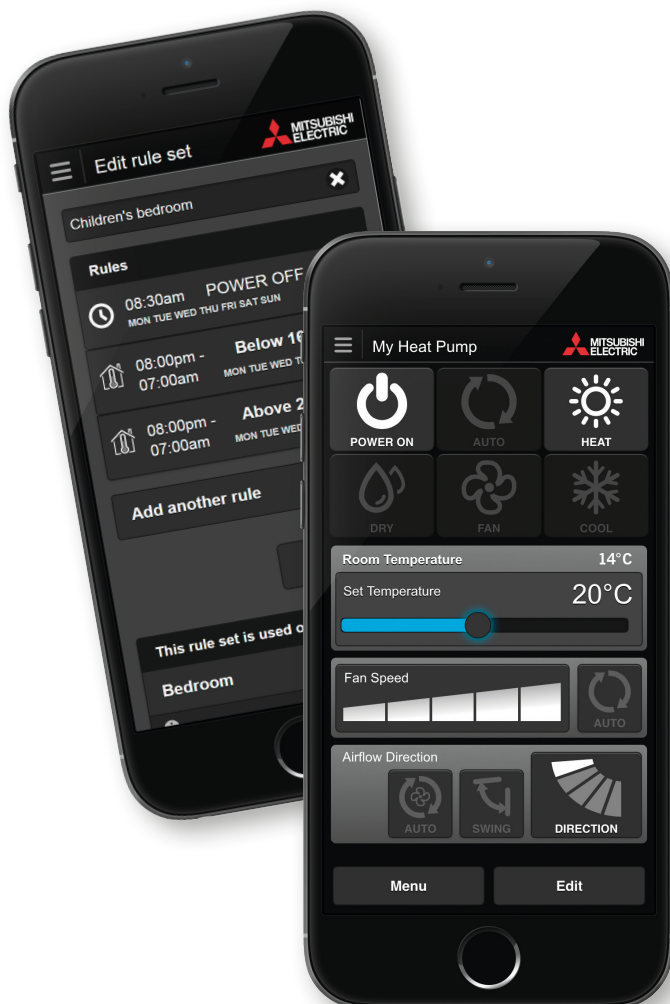 Edit rule set
MITSUBISHI
ELECTRIC
Children's bedroom
Rules
08:30am POWER OFF
MON TUE WED THU FRI SAT SUN
08:00pm - Below
07:00am MON TUE WED
08:00pm - Above
07:00am MON TUE WED
Add another rule
This rule set is used
Bedroom
My Heat Pump
MITSUBISHI
ELECTRIC
POWER ON AUTO HEAT
DRY FAN COOL
Room Temperature 14°C
Set Temperature 20°C
Fan Speed
AUTO
Airflow Direction
AUTO SWING DIRECTION
Menu Edit